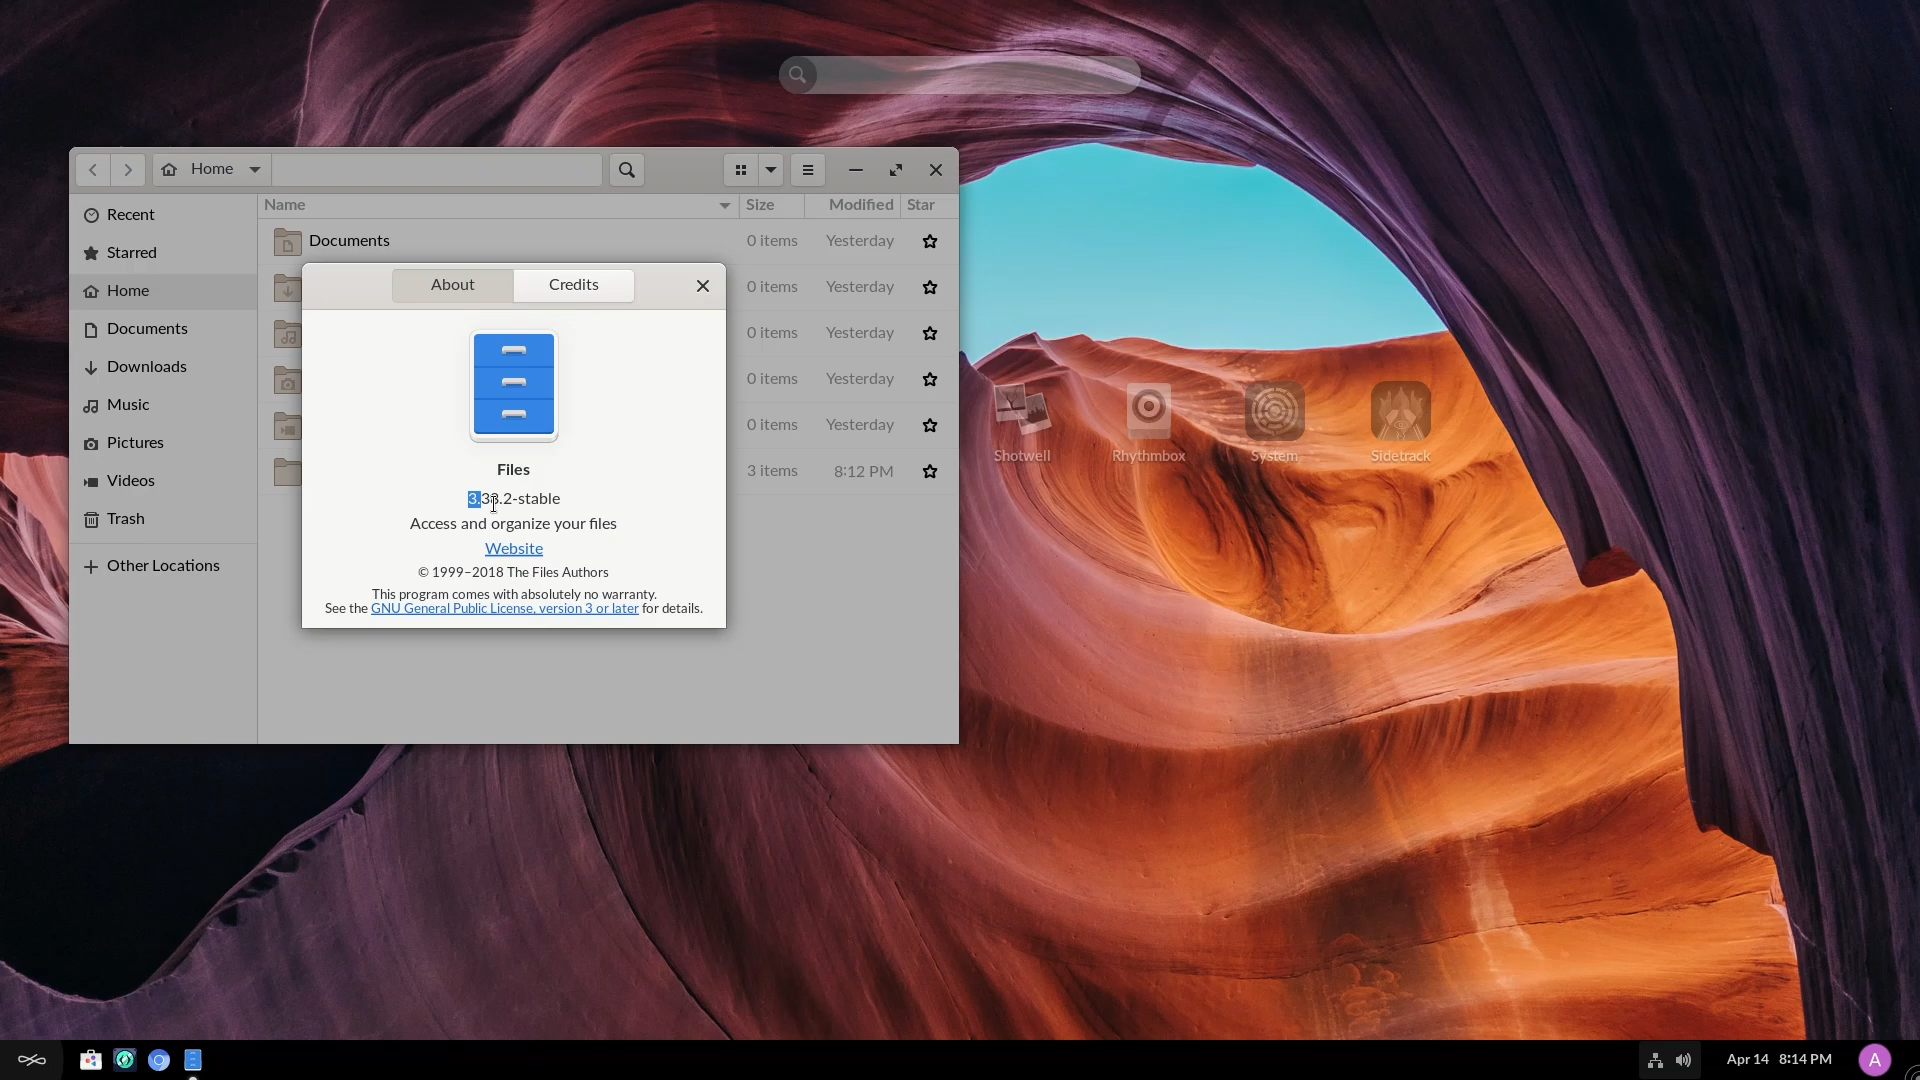 Home
Name Size Modified Star
Recent
Starred
Home
Documents
Downloads
Music
Pictures
Videos
Trash
Other Locations
Documents 0 items Yesterday
0 items Yesterday
0 items Yesterday
0 items Yesterday
0 items Yesterday
3 items 8:12 PM
About Credits
Files
Access and organize your files
Website
© 1999–2018 The Files Authors
This program comes with absolutely no warranty.
See the GNU General Public License, version 3 or later for details.
Shotwell Rhythmbox System Sidetrack
Apr 14 8:14 PM A